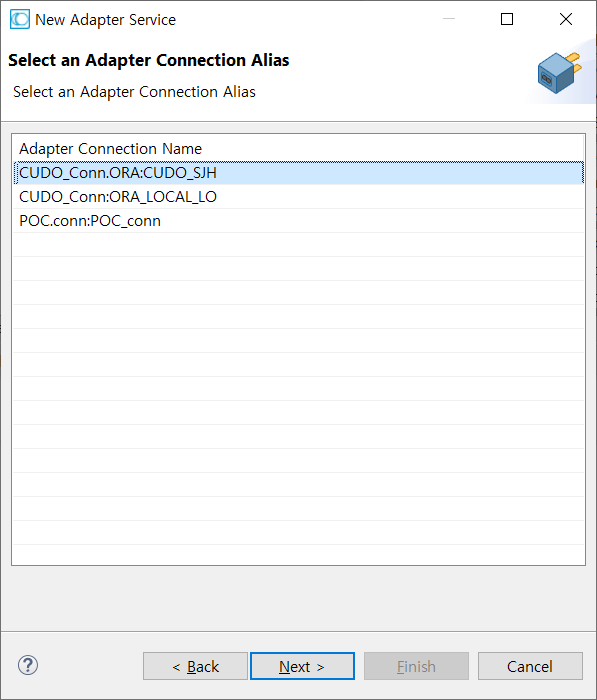 New Adapter Service
Select an Adapter Connection Alias
Select an Adapter Connection Alias
Adapter Connection Name
CUDO_Conn.ORA:CUDO_SJH
CUDO_Conn:ORA_LOCAL_LO
POC.conn:POC_conn
< Back
Next >
Finish
Cancel